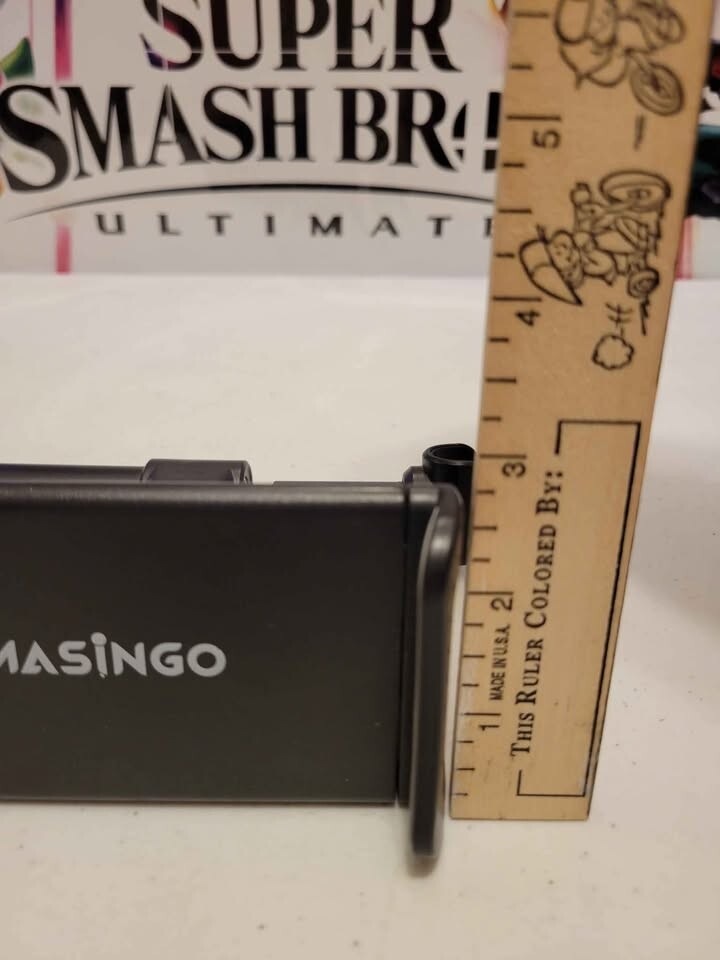 SUPER
SMASH BR
ULTIMAT
MASINGO
5
4
3
2
1
MADE IN U.S.A.
THIS RULER COLORED BY: